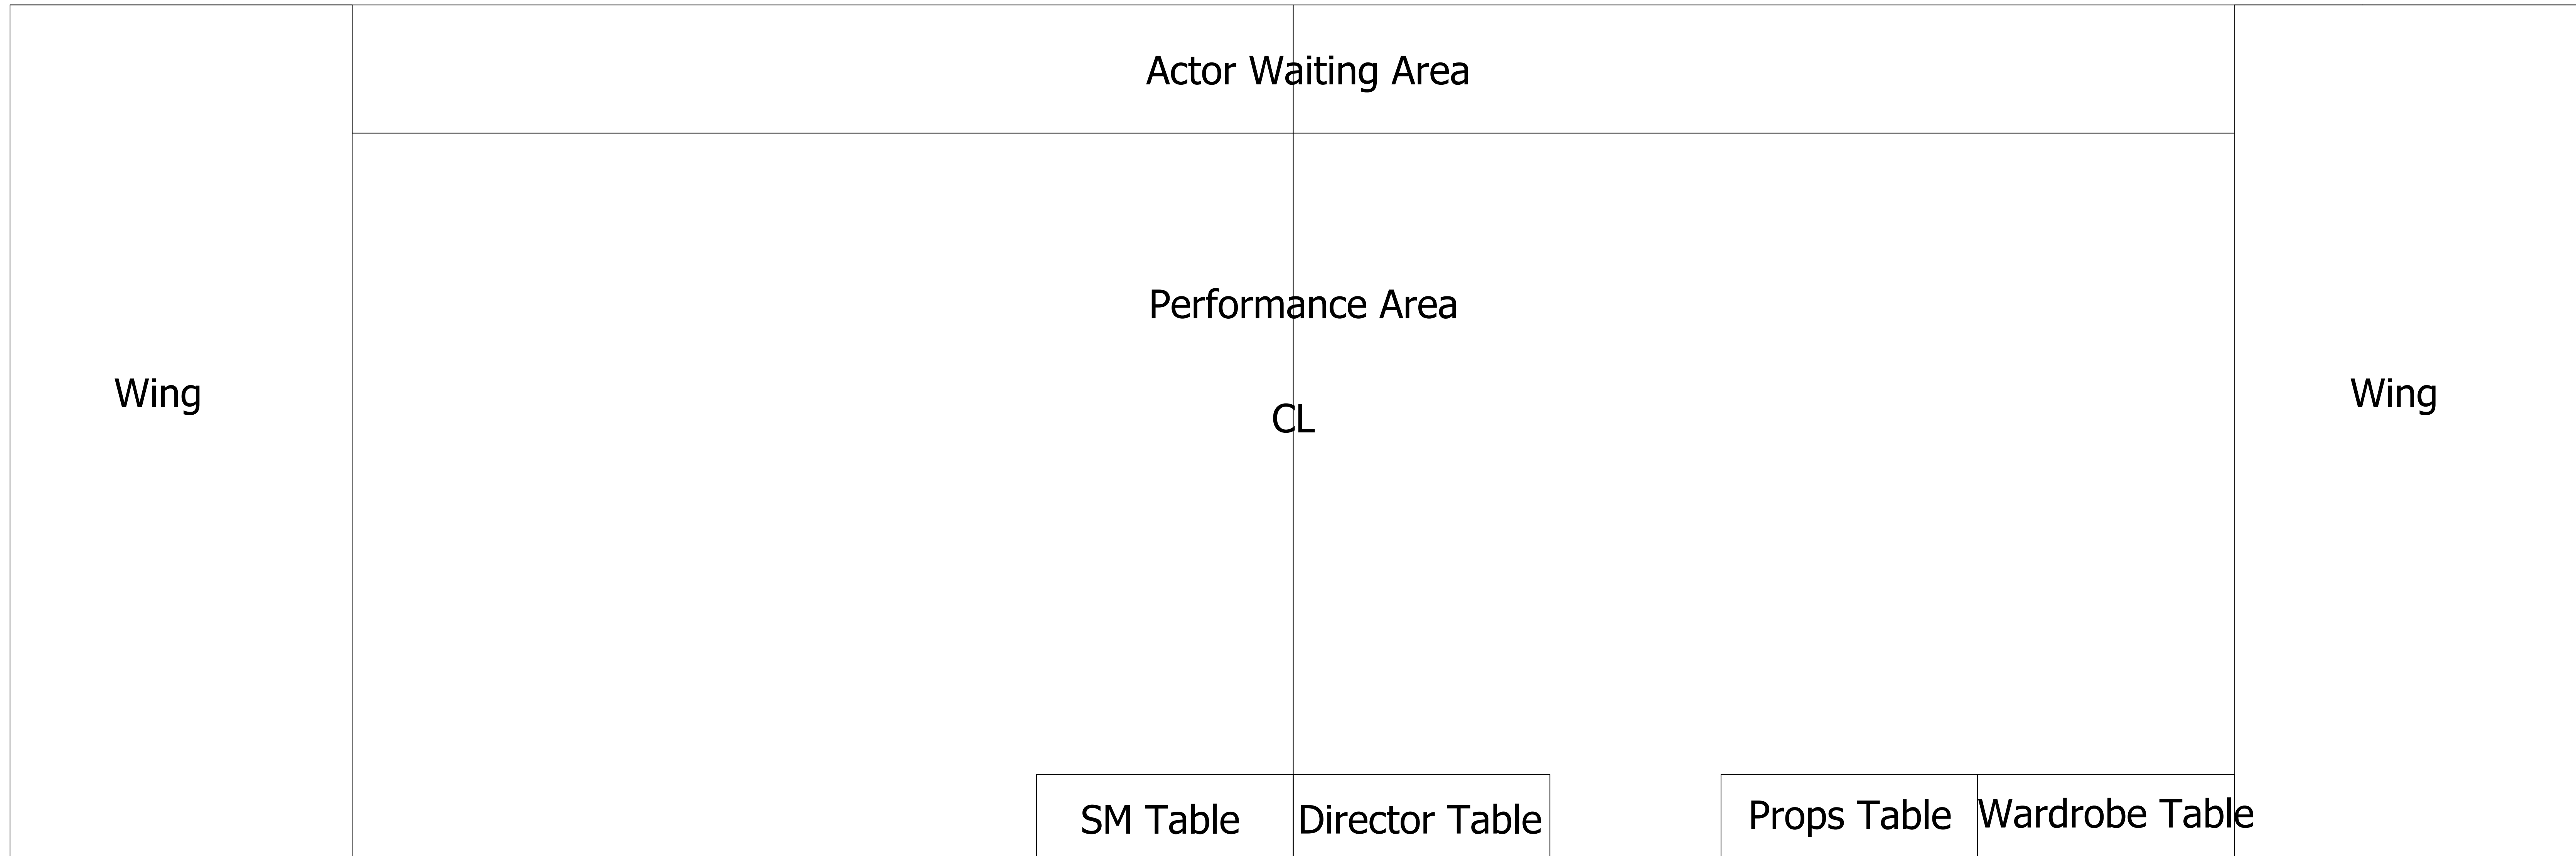 Actor Waiting Area
Performance Area
Wing
CL
Wing
SM Table
Director Table
Props Table
Wardrobe Table